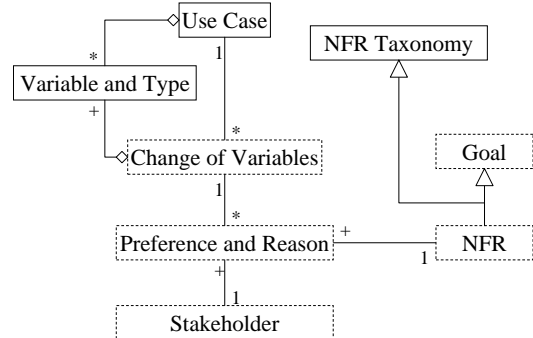 Use Case
NFR Taxonomy
1
*
Variable and Type
+
*
Goal
Change of Variables
1
*
+
Preference and Reason
NFR
1
+
1
Stakeholder